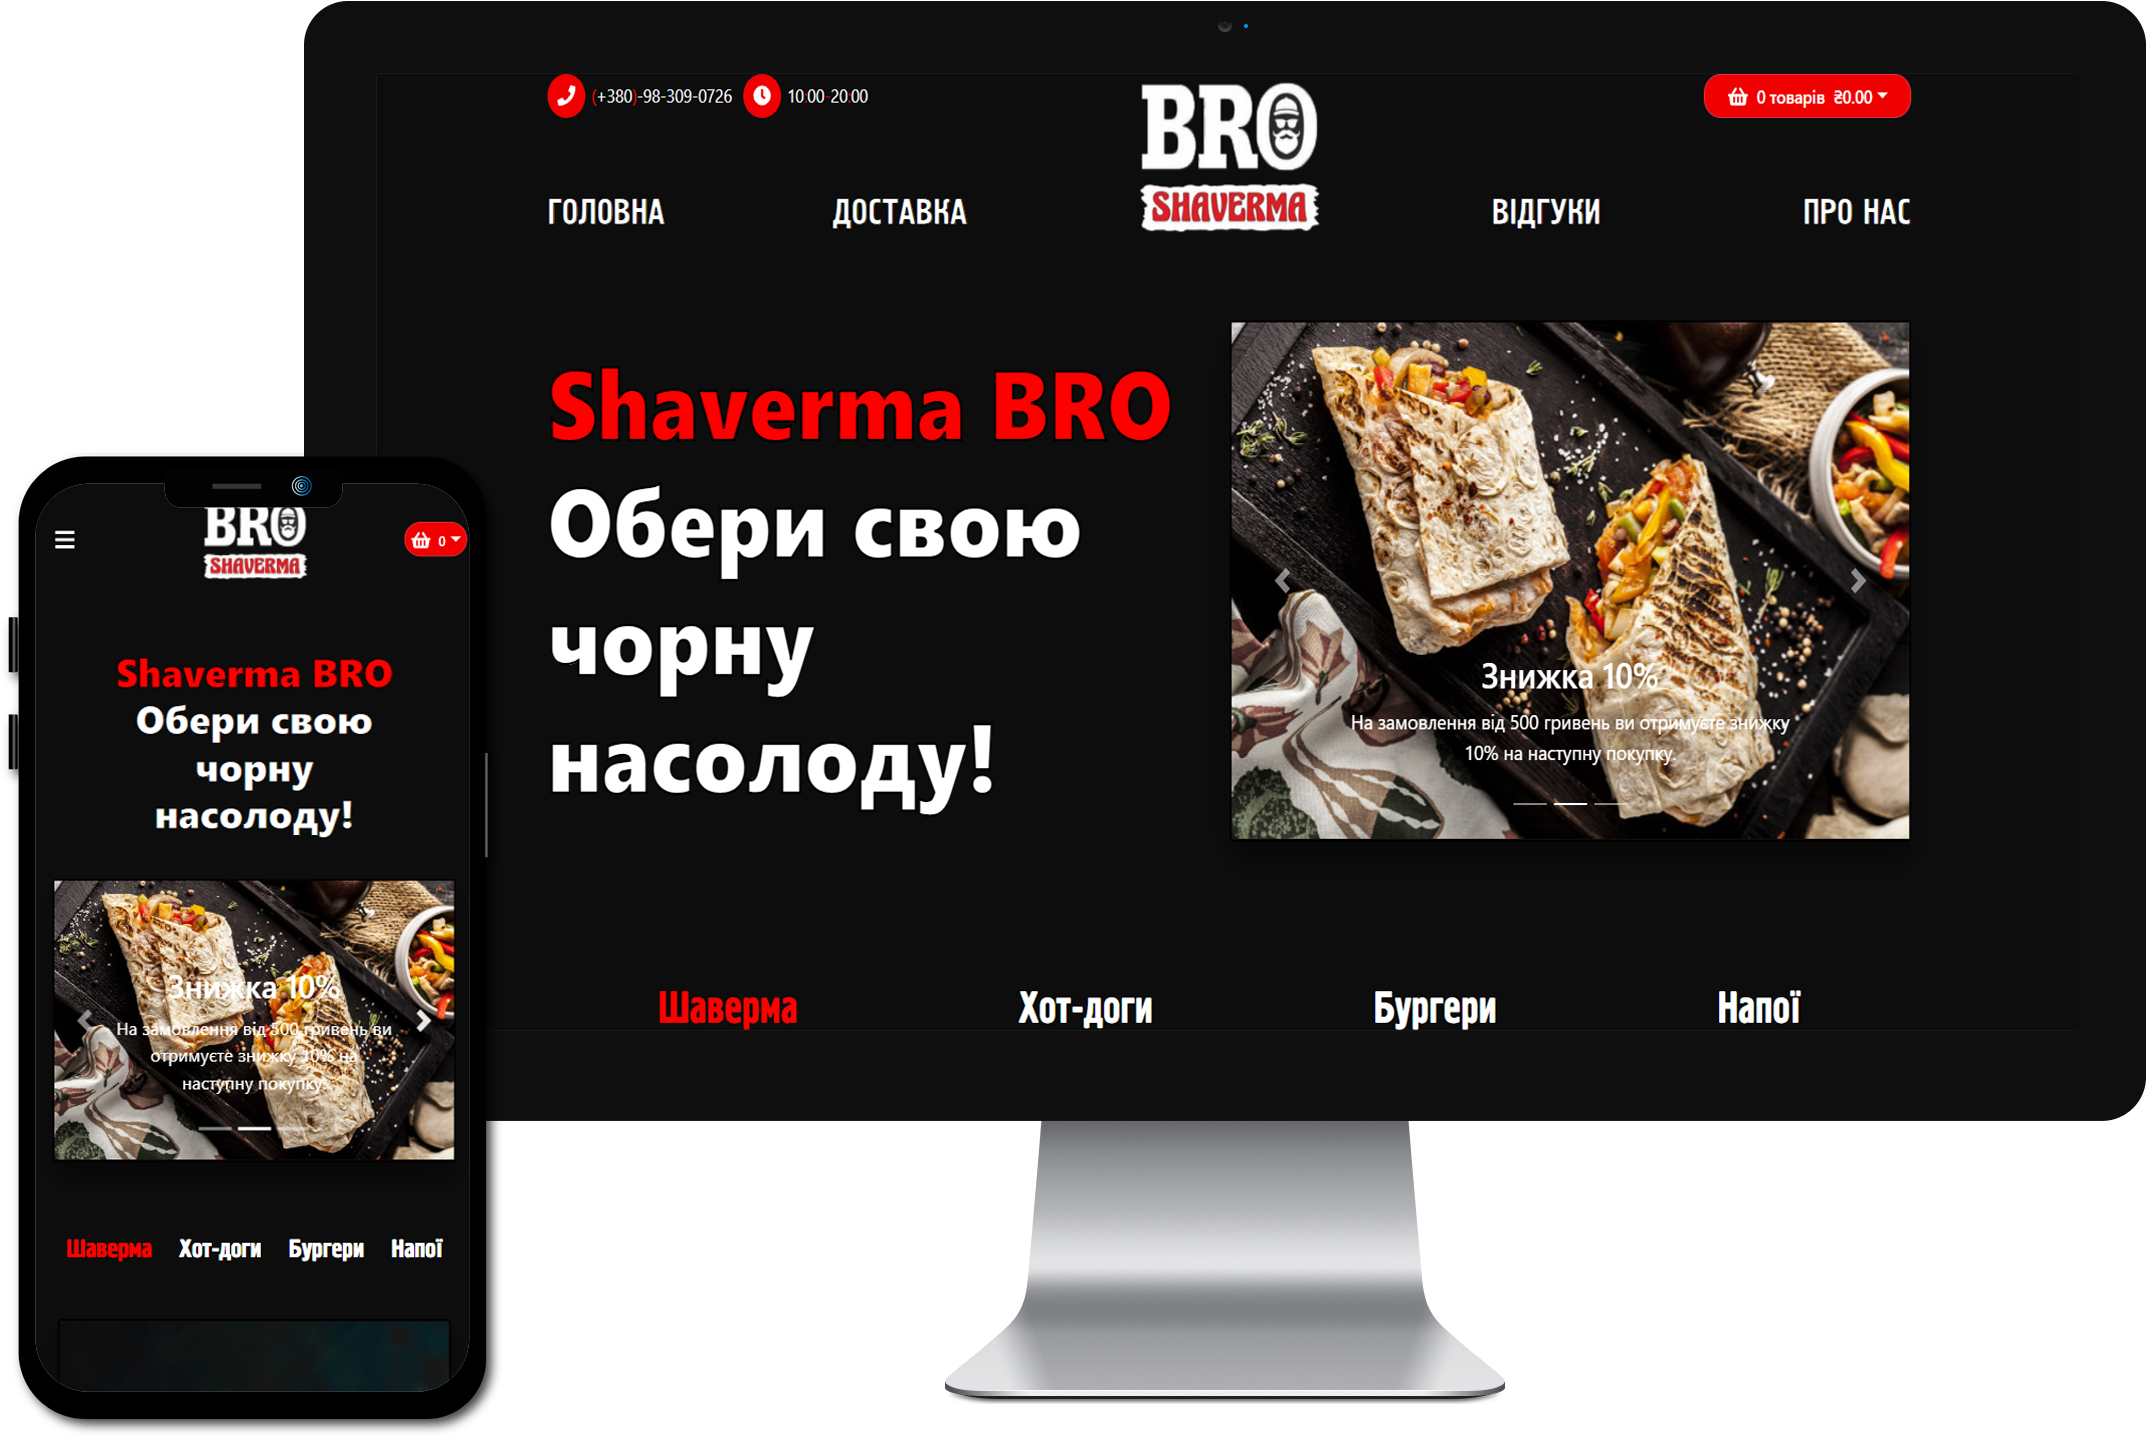 (+380)-98-309-0726 10:00-20:00
BRO
SHAVERMA
0 товарів ₴0.00
ГОЛОВНА ДОСТАВКА ВІДГУКИ ПРО НАС
Shaverma BRO
Обери свою
чорну
насолоду!
Знижка 10%
На замовлення від 500 гривень ви отримуєте знижку
10% на наступну покупку.
Шаверма Хот-доги Бургери Напої
BRO
SHAVERMA
0
Shaverma BRO
Обери свою
чорну
насолоду!
Знижка 10%
На замовлення від 500 гривень ви
отримуєте знижку 10% на
наступну покупку.
Шаверма Хот-доги Бургери Напої